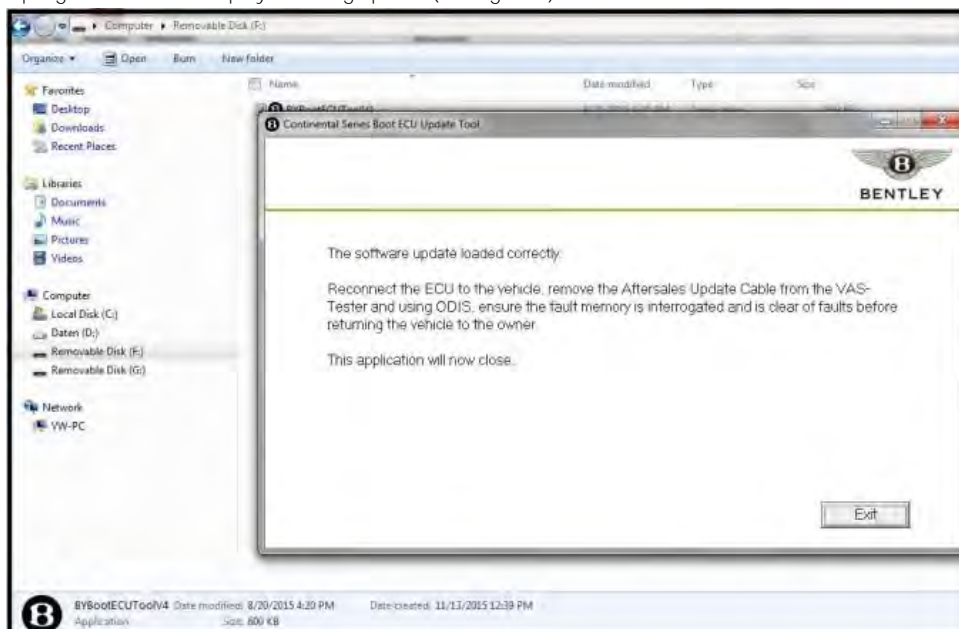 Computer ▸ Removable Disk (F:)
Organize ▾ Open Burn New folder
Name Date modified Type Size
Favorites
Desktop
Downloads
Recent Places
Libraries
Documents
Music
Pictures
Videos
Computer
Local Disk (C:)
Daten (D:)
Removable Disk (F:)
Removable Disk (G:)
Network
VW-PC
Continental Series Boot ECU Update Tool
B
BENTLEY
The software update loaded correctly.
Reconnect the ECU to the vehicle, remove the Aftersales Update Cable from the VAS-
Tester and using ODIS, ensure the fault memory is interrogated and is clear of faults before
returning the vehicle to the owner
This application will now close.
Exit
BYBootECUToolV4 Date modified: 8/20/2015 4:20 PM Date created: 11/13/2015 12:39 PM
Application Size: 600 KB